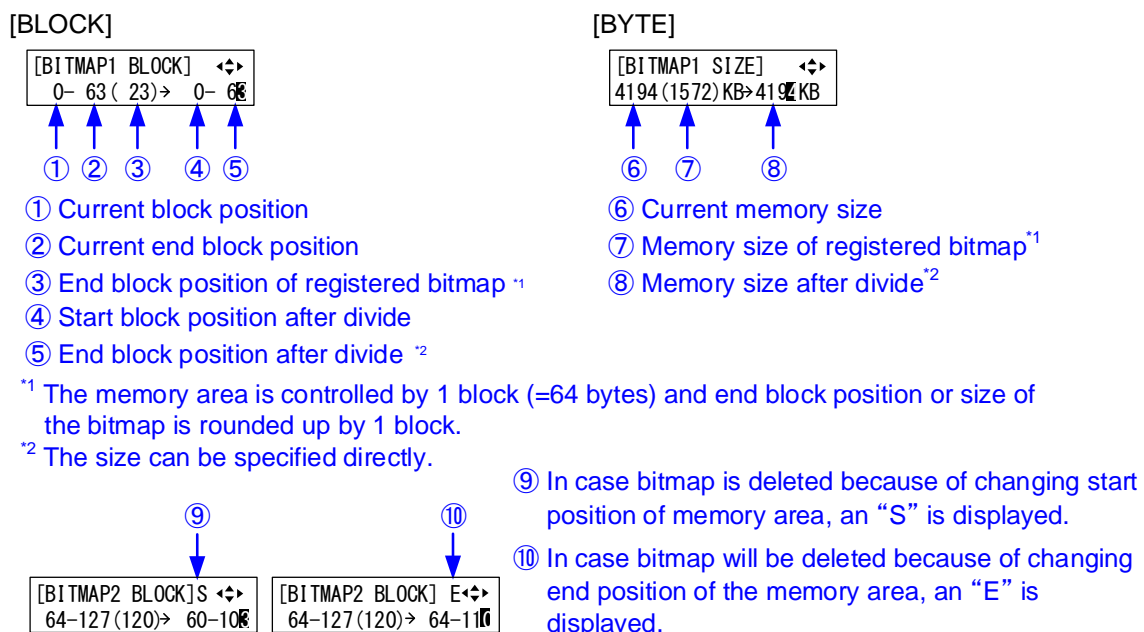 [BLOCK]
[BITMAP1 BLOCK]
0- 63( 23)→ 0- 63
① ② ③ ④ ⑤
① Current block position
② Current end block position
③ End block position of registered bitmap *1
④ Start block position after divide
⑤ End block position after divide *2
[BYTE]
[BITMAP1 SIZE]
4194(1572)KB→4194KB
⑥ ⑦ ⑧
⑥ Current memory size
⑦ Memory size of registered bitmap*1
⑧ Memory size after divide*2
*1 The memory area is controlled by 1 block (=64 bytes) and end block position or size of
the bitmap is rounded up by 1 block.
*2 The size can be specified directly.
⑨
[BITMAP2 BLOCK]S
64-127(120)→ 60-103
⑩
[BITMAP2 BLOCK] E
64-127(120)→ 64-110
⑨ In case bitmap is deleted because of changing start
position of memory area, an “S” is displayed.
⑩ In case bitmap will be deleted because of changing
end position of the memory area, an “E” is
displayed.